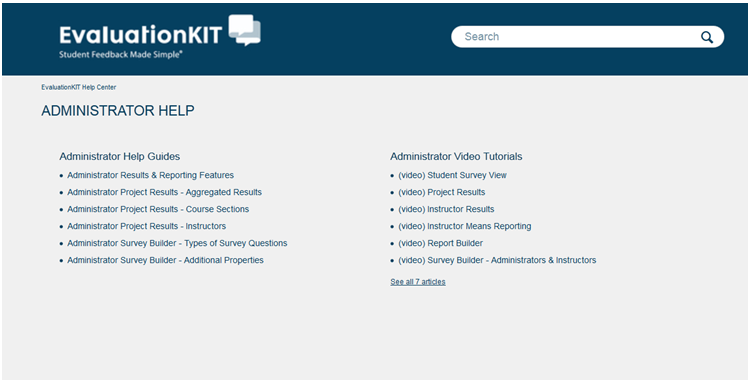 EvaluationKIT
Student Feedback Made Simple®
Search
EvaluationKIT Help Center
ADMINISTRATOR HELP
Administrator Help Guides
Administrator Results & Reporting Features
Administrator Project Results - Aggregated Results
Administrator Project Results - Course Sections
Administrator Project Results - Instructors
Administrator Survey Builder - Types of Survey Questions
Administrator Survey Builder - Additional Properties
Administrator Video Tutorials
(video) Student Survey View
(video) Project Results
(video) Instructor Results
(video) Instructor Means Reporting
(video) Report Builder
(video) Survey Builder - Administrators & Instructors
See all 7 articles